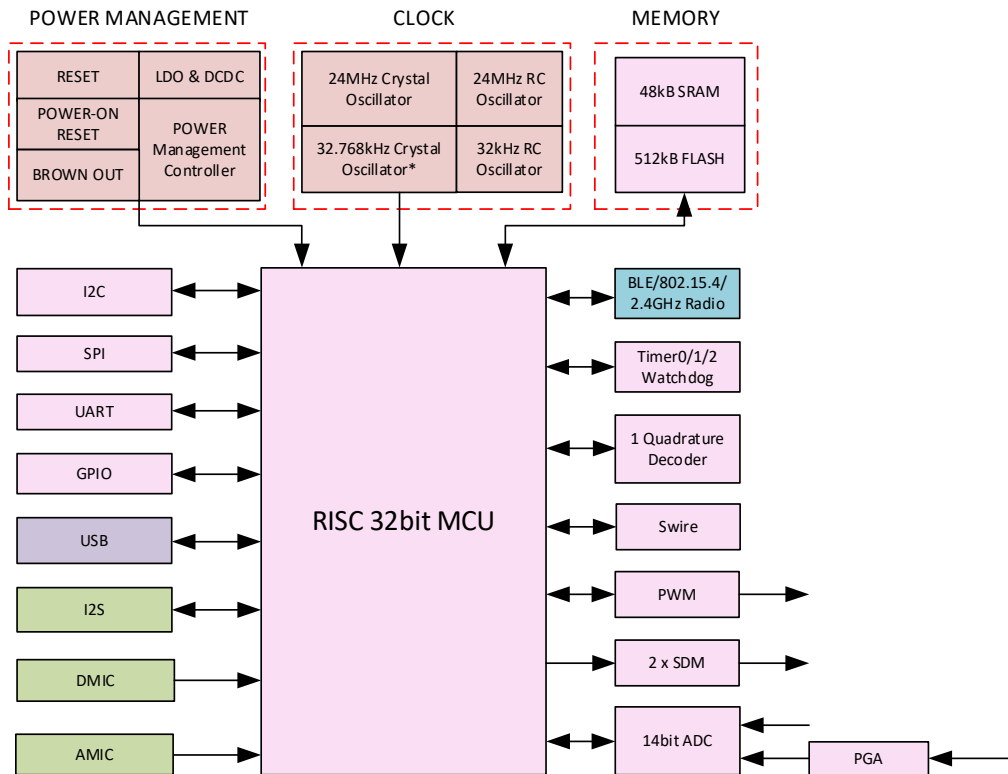 POWER MANAGEMENT
CLOCK
MEMORY
RESET
LDO & DCDC
POWER-ON
RESET
POWER
Management
Controller
BROWN OUT
24MHz Crystal
Oscillator
24MHz RC
Oscillator
32.768kHz Crystal
Oscillator*
32kHz RC
Oscillator
48kB SRAM
512kB FLASH
I2C
SPI
UART
GPIO
USB
I2S
DMIC
AMIC
RISC 32bit MCU
BLE/802.15.4/
2.4GHz Radio
Timer0/1/2
Watchdog
1 Quadrature
Decoder
Swire
PWM
2 x SDM
14bit ADC
PGA